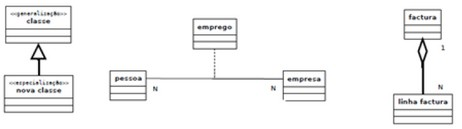 <<generalização>>
classe
<<especialização>>
nova classe
emprego
pessoa
N
N
empresa
factura
1
N
linha factura